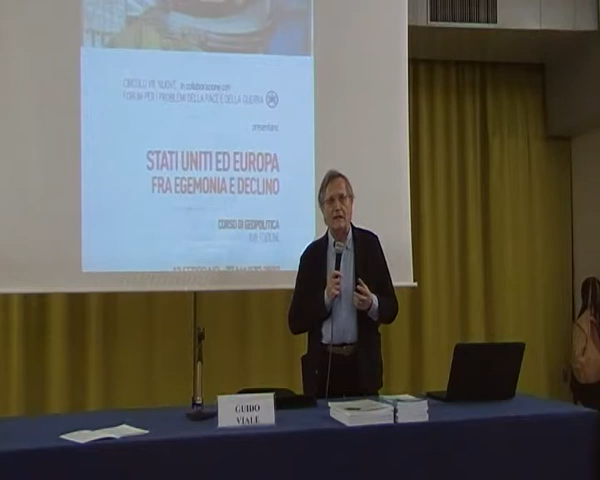 CIRCOLO VIE NUOVE, in collaborazione con
FORUM PER I PROBLEMI DELLA PACE E DELLA GUERRA
presentano
STATI UNITI ED EUROPA
FRA EGEMONIA E DECLINO
CORSO DI GEOPOLITICA
EDIZIONE
GUIDO
VIALE